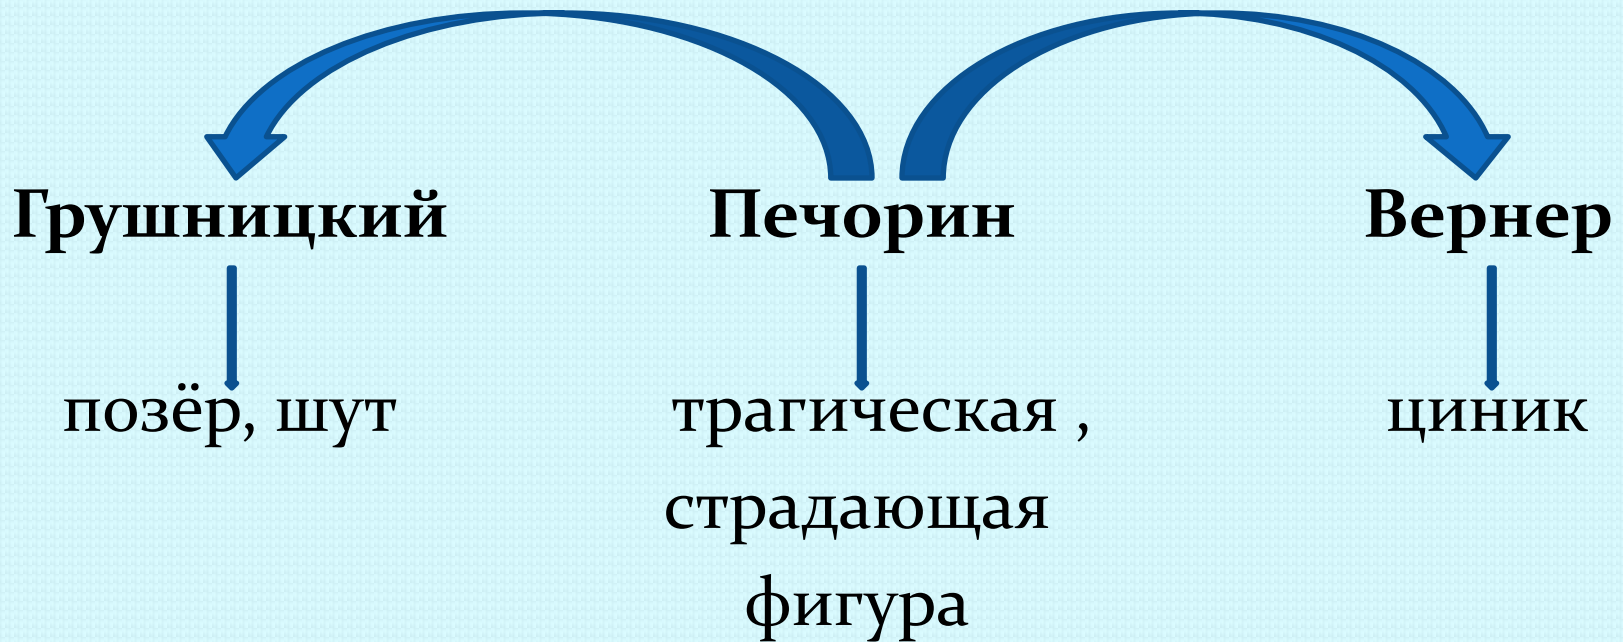 Грушницкий Печорин Вернер
позёр, шут трагическая , циник
страдающая
фигура